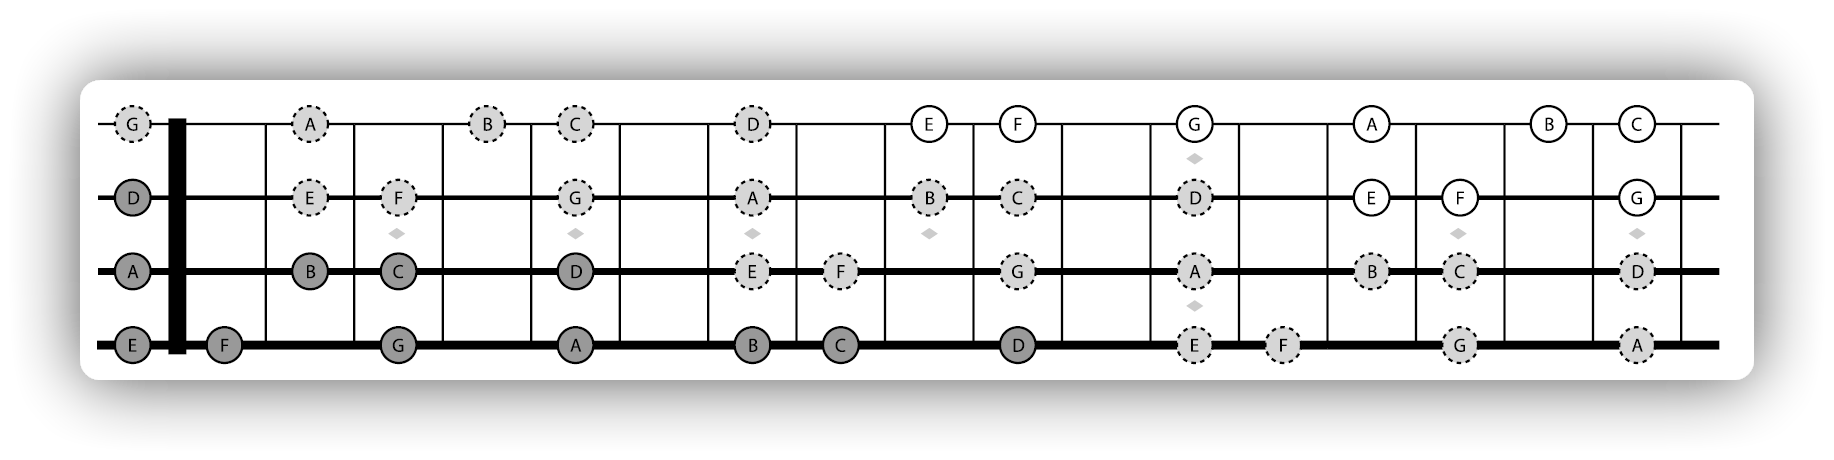 G A B C D E F G A B C
D E F G A B C D E F G
A B C D E F G A B C D
E F G A B C D E F G A